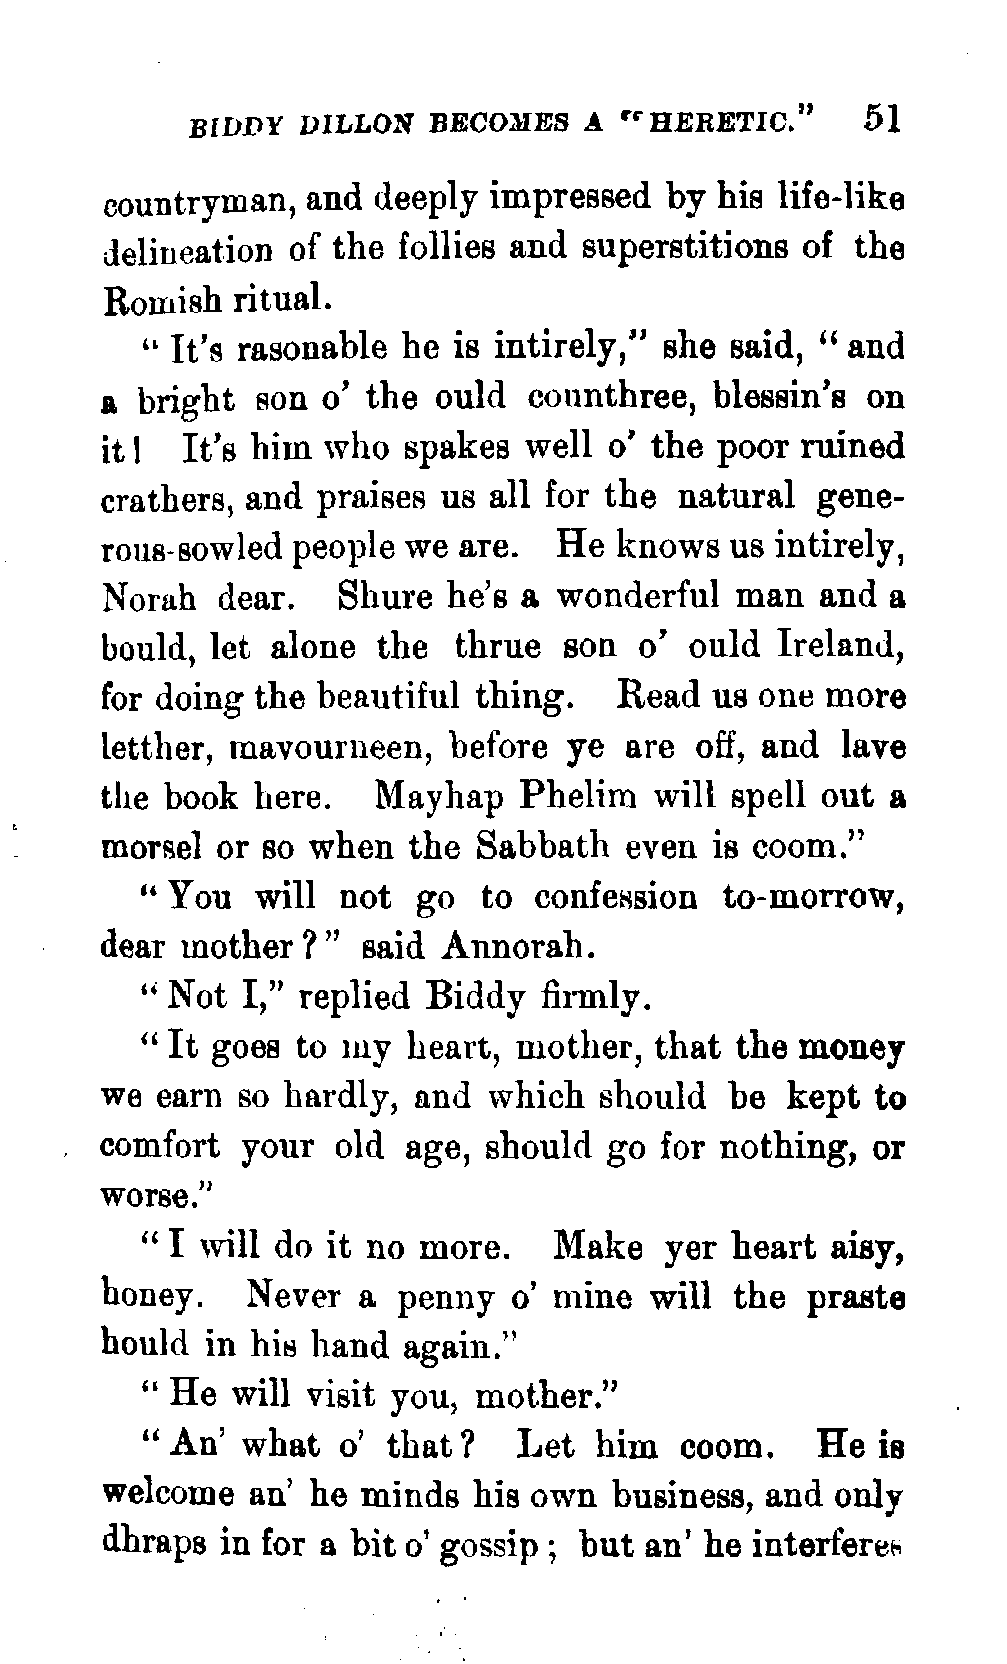 BIDDY DILLON BECOMES A "HERETIC." 51
countryman, and deeply impressed by his life-like
delineation of the follies and superstitions of the
Romish ritual.
"It's rasonable he is intirely," she said, "and
a bright son o' the ould counthree, blessin's on
it! It's him who spakes well o' the poor ruined
crathers, and praises us all for the natural gene-
rous-sowled people we are. He knows us intirely,
Norah dear. Shure he's a wonderful man and a
bould, let alone the thrue son o' ould Ireland,
for doing the beautiful thing. Read us one more
letther, mavourneen, before ye are off, and lave
the book here. Mayhap Phelim will spell out a
morsel or so when the Sabbath even is coom."
"You will not go to confession to-morrow,
dear mother?" said Annorah.
"Not I," replied Biddy firmly.
"It goes to my heart, mother, that the money
we earn so hardly, and which should be kept to
comfort your old age, should go for nothing, or
worse."
"I will do it no more. Make yer heart aisy,
honey. Never a penny o' mine will the praste
hould in his hand again."
"He will visit you, mother."
"An' what o' that? Let him coom. He is
welcome an' he minds his own business, and only
dhraps in for a bit o' gossip; but an' he interferes